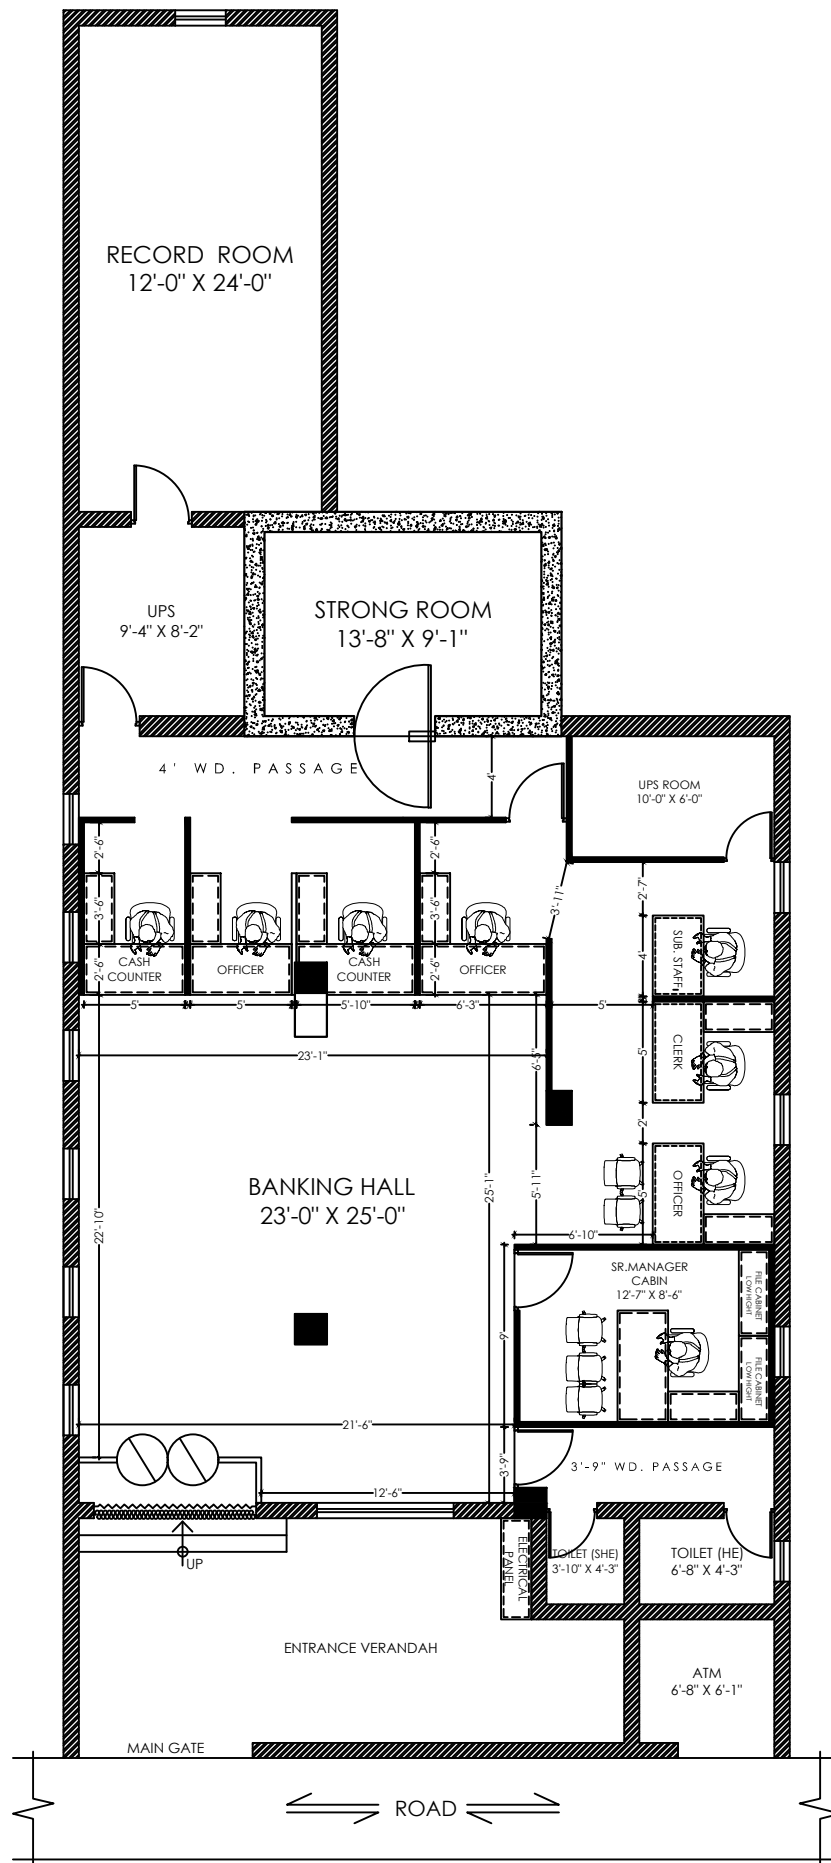 RECORD ROOM
12'-0" X 24'-0"
UPS
9'-4" X 8'-2"
STRONG ROOM
13'-8" X 9'-1"
4' WD. PASSAGE
4'
UPS ROOM
10'-0" X 6'-0"
2'-6"
2'-6"
3'-6"
3'-6"
3'-11"
2'-7"
CASH
COUNTER
OFFICER
CASH
COUNTER
OFFICER
2'-6"
2'-6"
4'
SUB. STAFF
5'
5'
5'-10"
6'-3"
5'
23'-1"
6'-5"
5'
CLERK
2'
BANKING HALL
23'-0" X 25'-0"
22'-10"
25'-1"
5'-11"
5'
OFFICER
6'-10"
SR.MANAGER
CABIN
12'-7" X 8'-6"
FILE CABINET
LOW HIGHT
FILE CABINET
LOW HIGHT
9'
21'-6"
3'-9"
3'-9" WD. PASSAGE
12'-6"
UP
ELECTRICAL
PANEL
TOILET (SHE)
3'-10" X 4'-3"
TOILET (HE)
6'-8" X 4'-3"
ENTRANCE VERANDAH
ATM
6'-8" X 6'-1"
MAIN GATE
ROAD